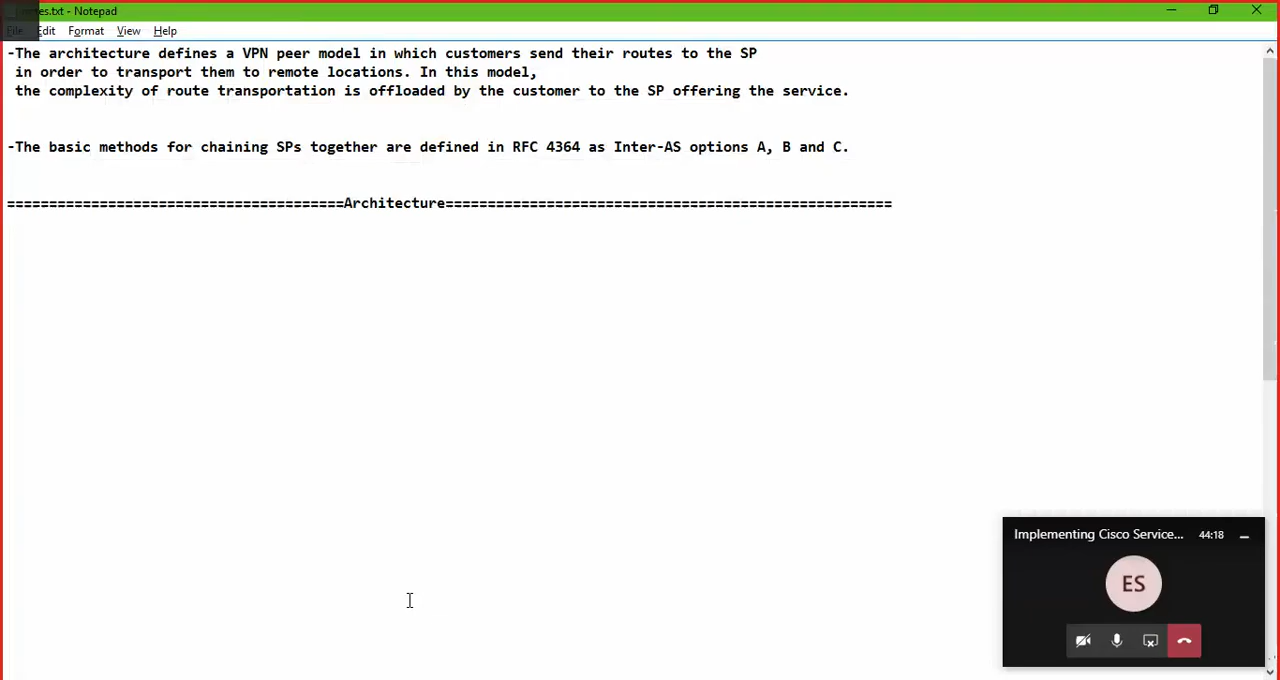 notes.txt - Notepad
File Edit Format View Help
-The architecture defines a VPN peer model in which customers send their routes to the SP
in order to transport them to remote locations. In this model,
the complexity of route transportation is offloaded by the customer to the SP offering the service.
-The basic methods for chaining SPs together are defined in RFC 4364 as Inter-AS options A, B and C.
========================================Architecture=====================================================
Implementing Cisco Service... 44:18
ES